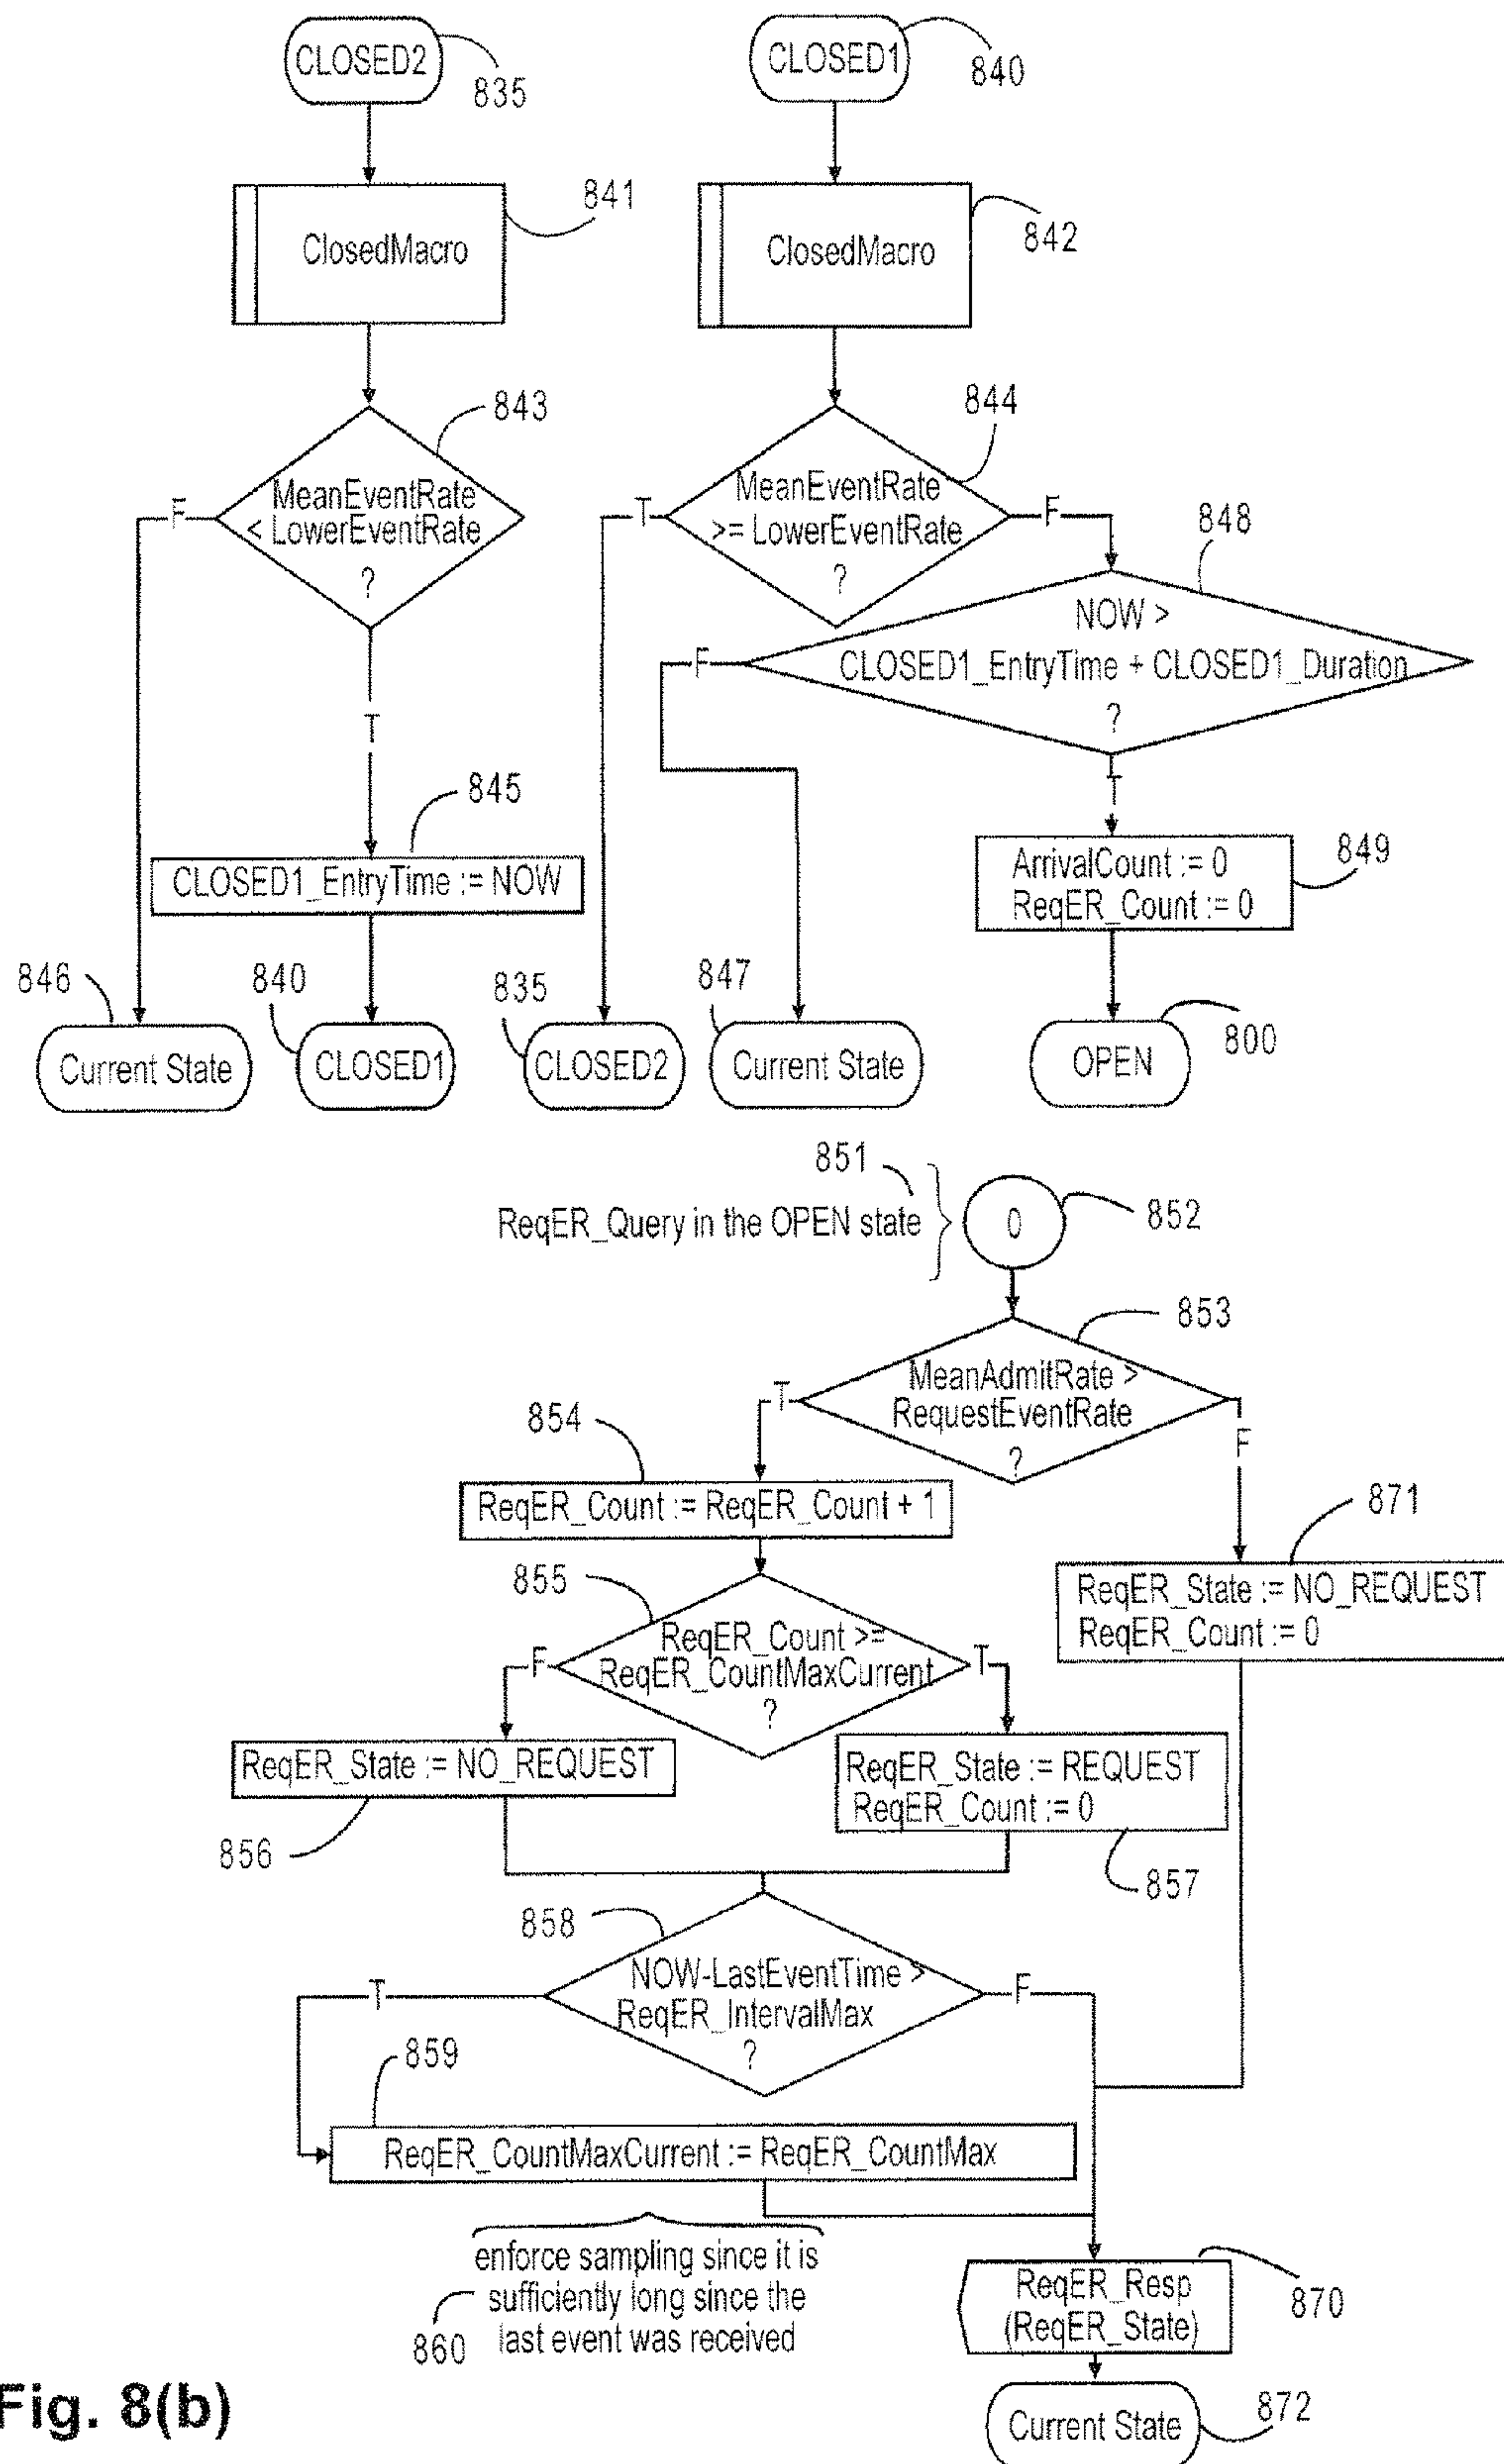 CLOSED2
835
CLOSED1
840
ClosedMacro
841
ClosedMacro
842
843
MeanEventRate
< LowerEventRate
?
F
T
844
MeanEventRate
>= LowerEventRate
?
T
F
848
NOW >
CLOSED1_EntryTime + CLOSED1_Duration
?
F
T
845
CLOSED1_EntryTime := NOW
ArrivalCount := 0
ReqER_Count := 0
849
846
Current State
840
CLOSED1
835
CLOSED2
847
Current State
OPEN
800
851
ReqER_Query in the OPEN state
0
852
853
MeanAdmitRate >
RequestEventRate
?
T
F
854
ReqER_Count := ReqER_Count + 1
871
ReqER_State := NO_REQUEST
ReqER_Count := 0
855
ReqER_Count >=
ReqER_CountMaxCurrent
?
F
T
ReqER_State := NO_REQUEST
856
ReqER_State := REQUEST
ReqER_Count := 0
857
858
NOW-LastEventTime >
ReqER_IntervalMax
?
T
F
859
ReqER_CountMaxCurrent := ReqER_CountMax
enforce sampling since it is
sufficiently long since the
last event was received
860
ReqER_Resp
(ReqER_State)
870
Current State
872
Fig. 8(b)